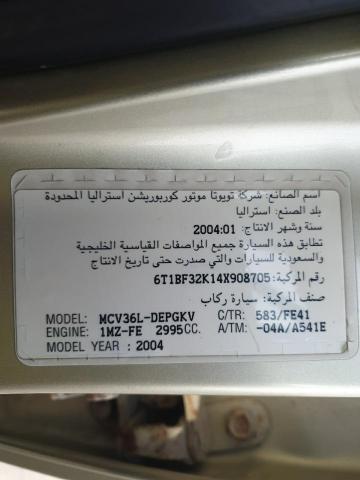 اسم الصانع: شركة تويوتا موتور كوربوريشن استراليا المحدودة
بلد الصنع: استراليا
سنة وشهر الانتاج: 2004:01
تطابق هذه السيارة جميع المواصفات القياسية الخليجية
والسعودية للسيارات والتي صدرت حتى تاريخ الانتاج
رقم المركبة: 6T1BF32K14X908705
صنف المركبة: سيارة ركاب
MODEL: MCV36L-DEPGKV C/TR: 583/FE41
ENGINE: 1MZ-FE 2995CC. A/TM: -04A/A541E
MODEL YEAR : 2004